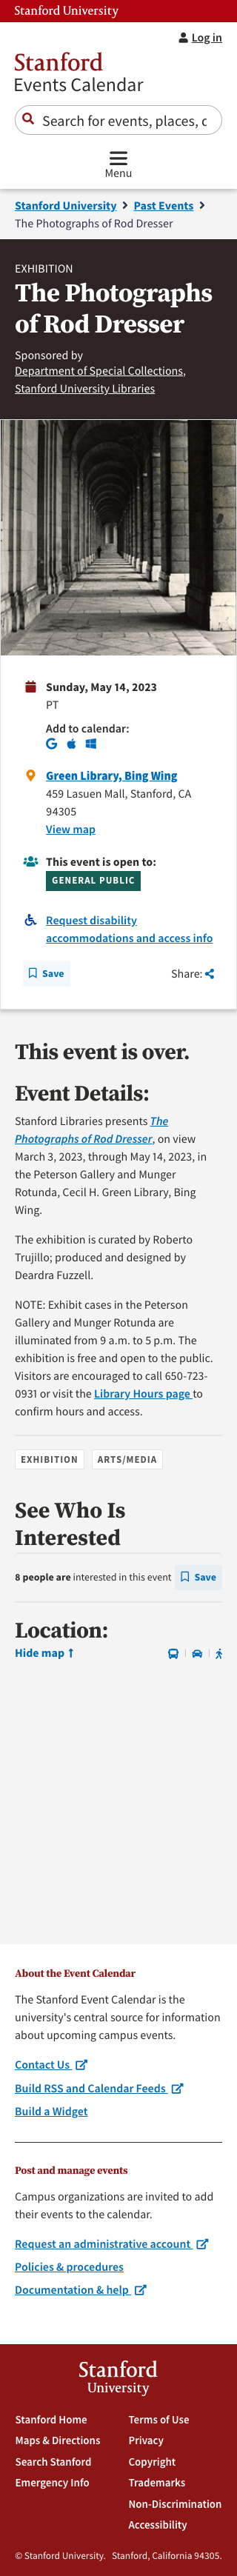 Stanford University
Log in
Stanford
Events Calendar
Search for events, places, c
Menu
Stanford University > Past Events >
The Photographs of Rod Dresser
EXHIBITION
The Photographs
of Rod Dresser
Sponsored by
Department of Special Collections,
Stanford University Libraries
Sunday, May 14, 2023
PT
Add to calendar:
Green Library, Bing Wing
459 Lasuen Mall, Stanford, CA
94305
View map
This event is open to:
GENERAL PUBLIC
Request disability
accommodations and access info
Save
Share:
This event is over.
Event Details:
Stanford Libraries presents The
Photographs of Rod Dresser, on view
March 3, 2023, through May 14, 2023, in
the Peterson Gallery and Munger
Rotunda, Cecil H. Green Library, Bing
Wing.
The exhibition is curated by Roberto
Trujillo; produced and designed by
Deardra Fuzzell.
NOTE: Exhibit cases in the Peterson
Gallery and Munger Rotunda are
illuminated from 9 a.m. to 5 p.m. The
exhibition is free and open to the public.
Visitors are encouraged to call 650-723-
0931 or visit the Library Hours page to
confirm hours and access.
EXHIBITION ARTS/MEDIA
See Who Is
Interested
8 people are interested in this event
Save
Location:
Hide map
About the Event Calendar
The Stanford Event Calendar is the
university's central source for information
about upcoming campus events.
Contact Us
Build RSS and Calendar Feeds
Build a Widget
Post and manage events
Campus organizations are invited to add
their events to the calendar.
Request an administrative account
Policies & procedures
Documentation & help
Stanford
University
Stanford Home
Maps & Directions
Search Stanford
Emergency Info
Terms of Use
Privacy
Copyright
Trademarks
Non-Discrimination
Accessibility
© Stanford University. Stanford, California 94305.